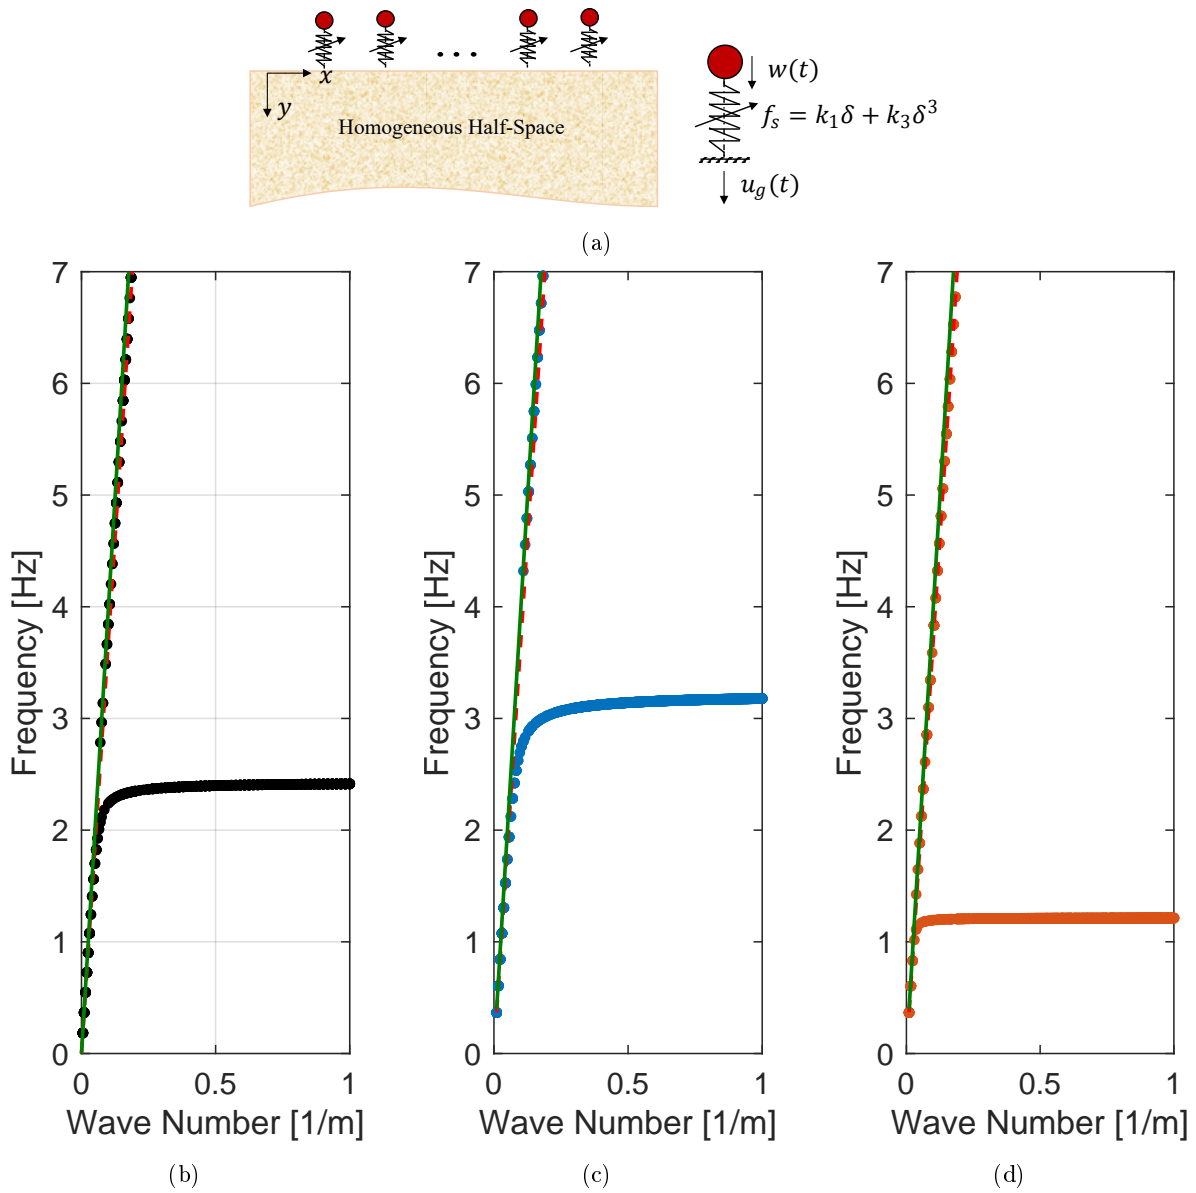 x
y
Homogeneous Half-Space
w(t)
f_s = k_1δ + k_3δ^3
u_g(t)
. . .
(a)
7
6
5
4
3
2
1
0
0 0.5 1
Frequency [Hz]
Wave Number [1/m]
(b)
7
6
5
4
3
2
1
0
0 0.5 1
Frequency [Hz]
Wave Number [1/m]
(c)
7
6
5
4
3
2
1
0
0 0.5 1
Frequency [Hz]
Wave Number [1/m]
(d)